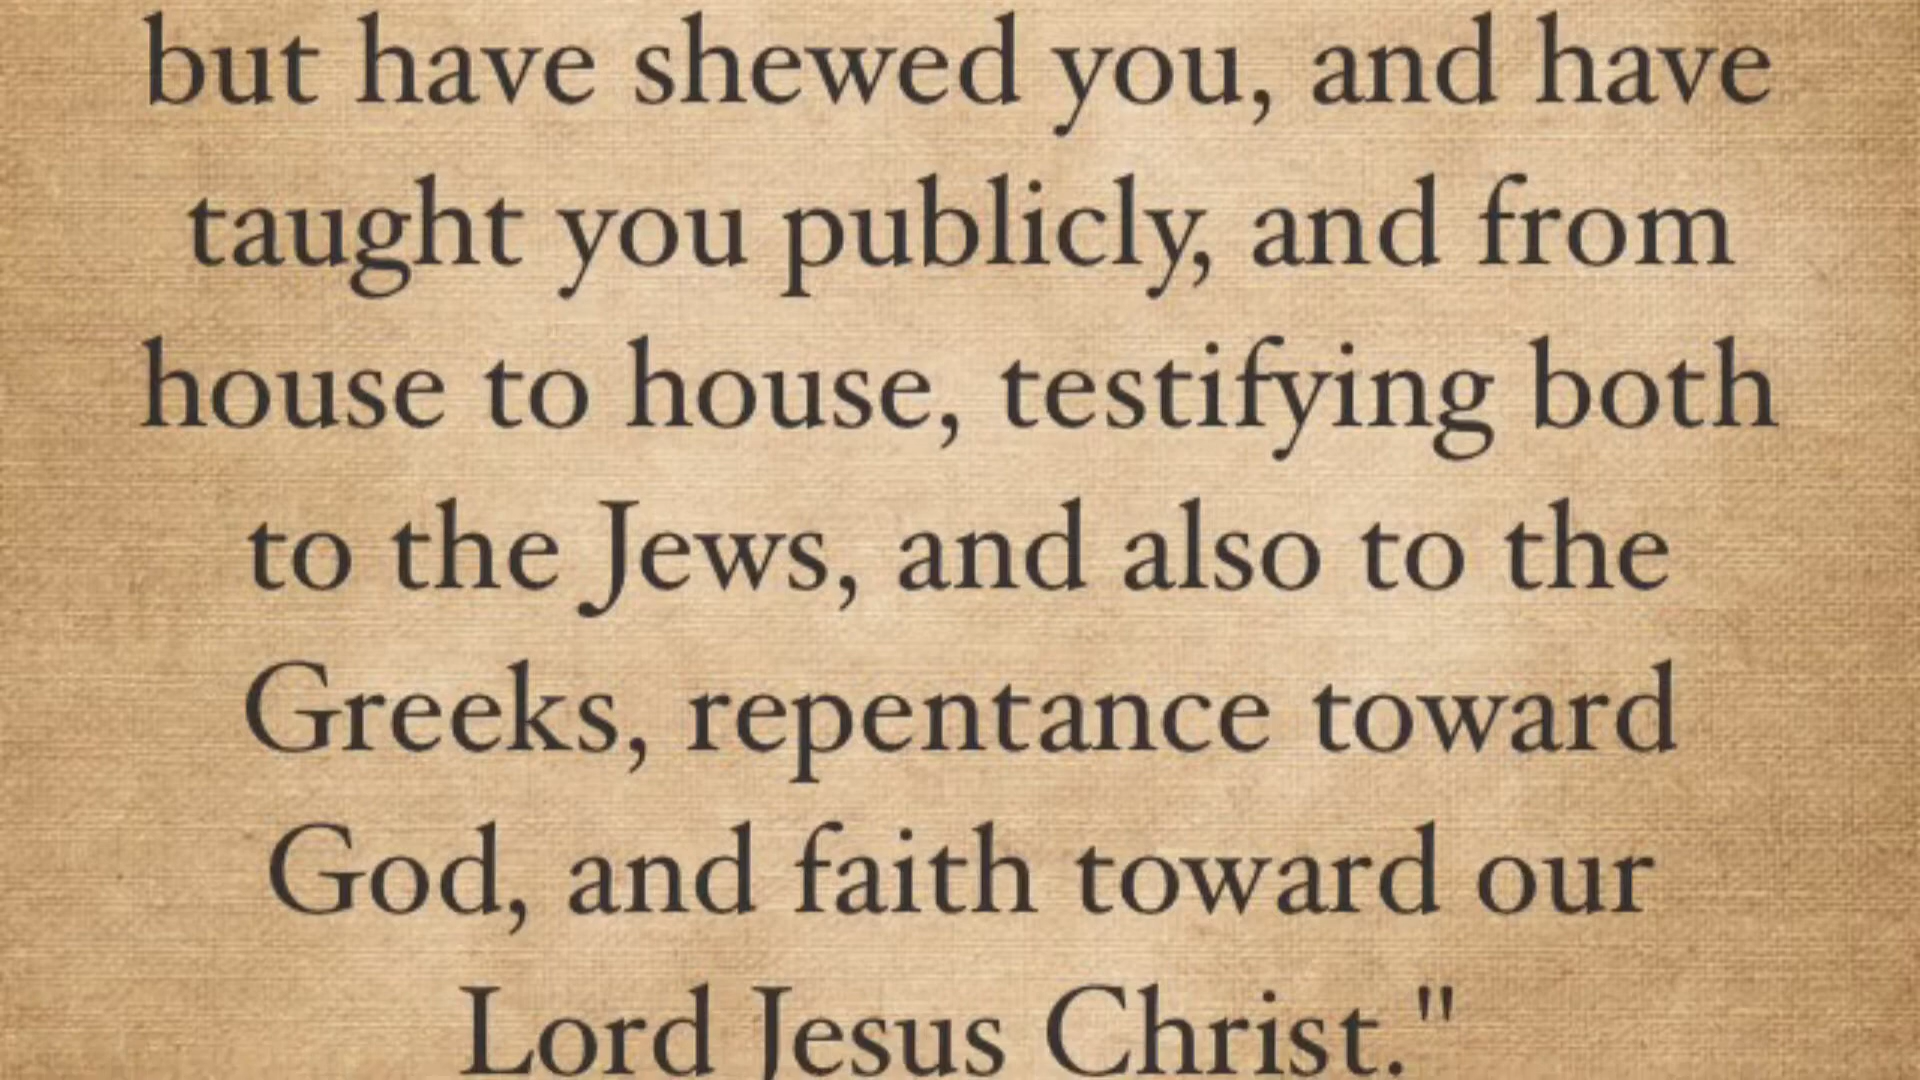 but have shewed you, and have
taught you publicly, and from
house to house, testifying both
to the Jews, and also to the
Greeks, repentance toward
God, and faith toward our
Lord Jesus Christ."